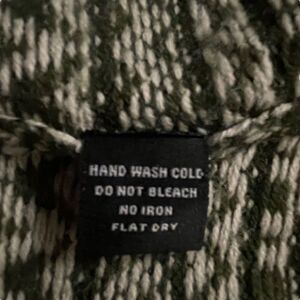 HAND WASH COLD
DO NOT BLEACH
NO IRON
FLAT DRY